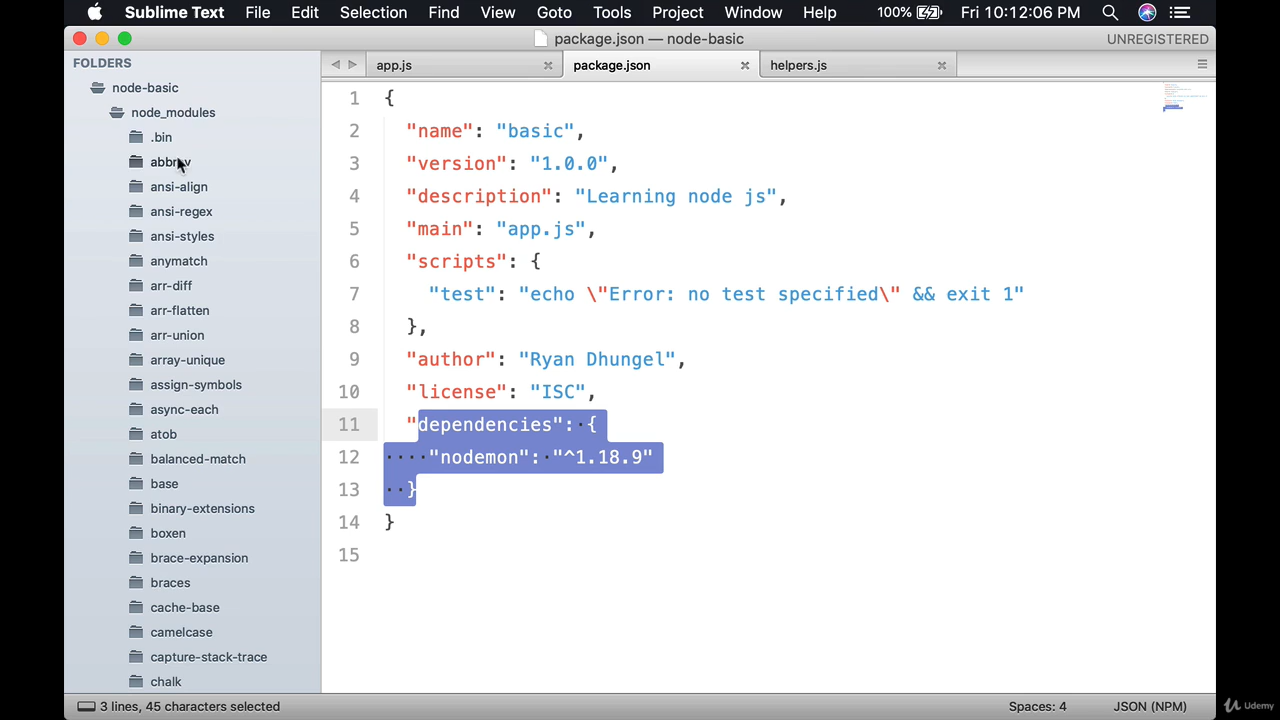 Sublime Text File Edit Selection Find View Goto Tools Project Window Help 100% Fri 10:12:06 PM
package.json — node-basic UNREGISTERED
FOLDERS
node-basic
node_modules
.bin
ansi-align
ansi-regex
ansi-styles
anymatch
arr-diff
arr-flatten
arr-union
array-unique
assign-symbols
async-each
atob
balanced-match
base
binary-extensions
boxen
brace-expansion
braces
cache-base
camelcase
capture-stack-trace
chalk
app.js package.json helpers.js
1 {
2 "name": "basic",
3 "version": "1.0.0",
4 "description": "Learning node js",
5 "main": "app.js",
6 "scripts": {
7 "test": "echo \"Error: no test specified\" && exit 1"
8 },
9 "author": "Ryan Dhungel",
10 "license": "ISC",
11 "dependencies":·{
12 ····"nodemon":·"^1.18.9"
13 ··}
14 }
15
3 lines, 45 characters selected Spaces: 4 JSON (NPM)
Udemy